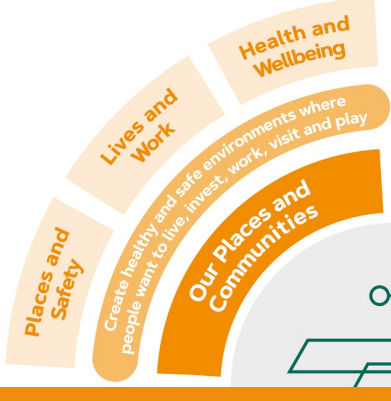 Health and
Wellbeing
Lives and
Work
Places and
Safety
Create healthy and safe environments where
people want to live, invest, work, visit and play
Our Places and
Communities